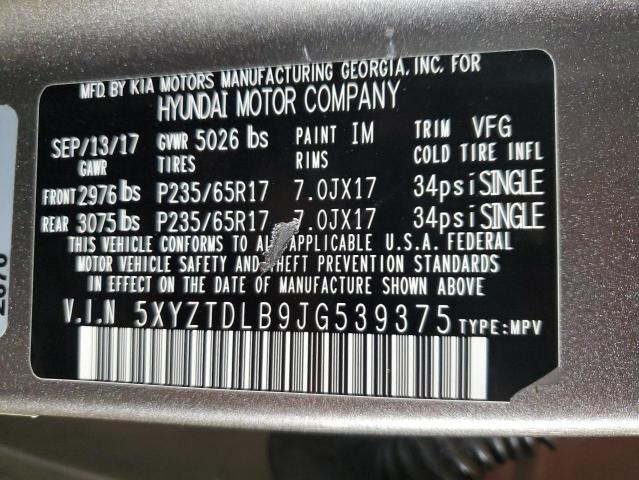 MFD. BY KIA MOTORS MANUFACTURING GEORGIA, INC. FOR
HYUNDAI MOTOR COMPANY
SEP/13/17 GVWR 5026 lbs PAINT IM TRIM VFG
GAWR TIRES RIMS COLD TIRE INFL
FRONT 2976 lbs P235/65R17 7.0JX17 34psi SINGLE
REAR 3075 lbs P235/65R17 7.0JX17 34psi SINGLE
THIS VEHICLE CONFORMS TO ALL APPLICABLE U.S.A. FEDERAL
MOTOR VEHICLE SAFETY AND THEFT PREVENTION STANDARDS
IN EFFECT ON THE DATE OF MANUFACTURE SHOWN ABOVE
V.I.N 5XYZTDLB9JG539375 TYPE: MPV